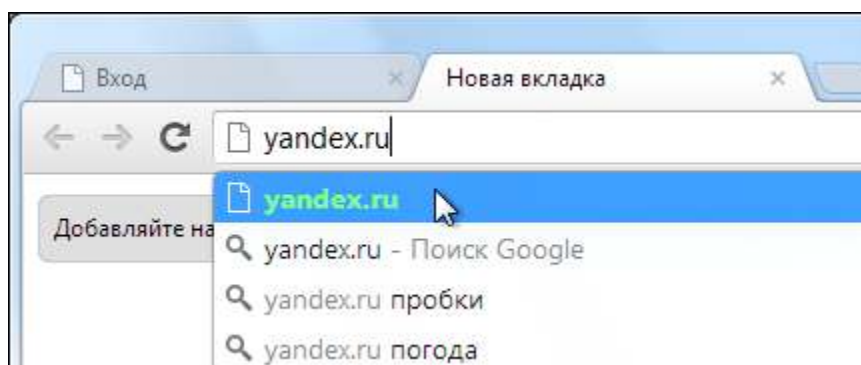 Вход
Новая вкладка
yandex.ru
yandex.ru
Добавляйте на
yandex.ru - Поиск Google
yandex.ru пробки
yandex.ru погода